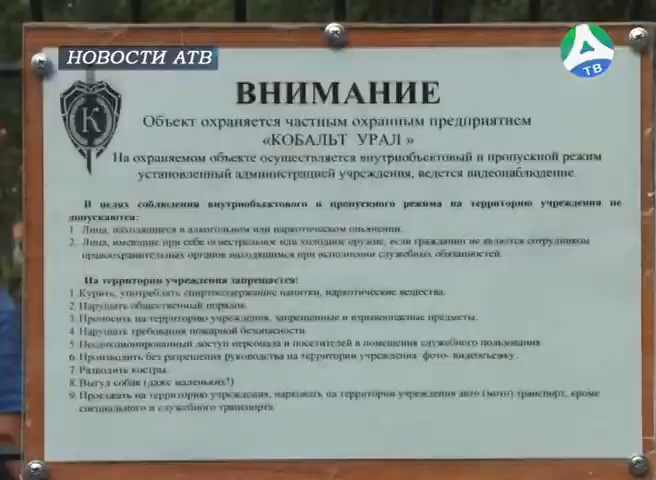 НОВОСТИ АТВ
ТВ
К
ВНИМАНИЕ
Объект охраняется частным охранным предприятием
«КОБАЛЬТ УРАЛ »
На охраняемом объекте осуществляется внутриобъектовый и пропускной режим
установленный администрацией учреждения, ведется видеонаблюдение.
В целях соблюдения внутриобъектового и пропускного режима на территорию учреждения не
допускаются:
1. Лица, находящиеся в алкогольном или наркотическом опьянении.
2. Лица, имеющие при себе огнестрельное или холодное оружие, если гражданин не является сотрудником
правоохранительных органов находящимся при выполнении служебных обязанностей.
На территории учреждения запрещается:
1. Курить, употреблять спиртосодержащие напитки, наркотические вещества.
2. Нарушать общественный порядок.
3. Проносить на территорию учреждения, запрещенные и взрывоопасные предметы.
4. Нарушать требования пожарной безопасности.
5. Несанкционированный доступ персонала и посетителей в помещения служебного пользования.
6. Производить без разрешения руководства на территории учреждения фото- видеосъемку.
7. Разводить костры.
8. Выгул собак (даже маленьких!)
9. Проезжать на территорию учреждения, парковать на территории учреждения авто (мото) транспорт, кроме
специального и служебного транспорта.